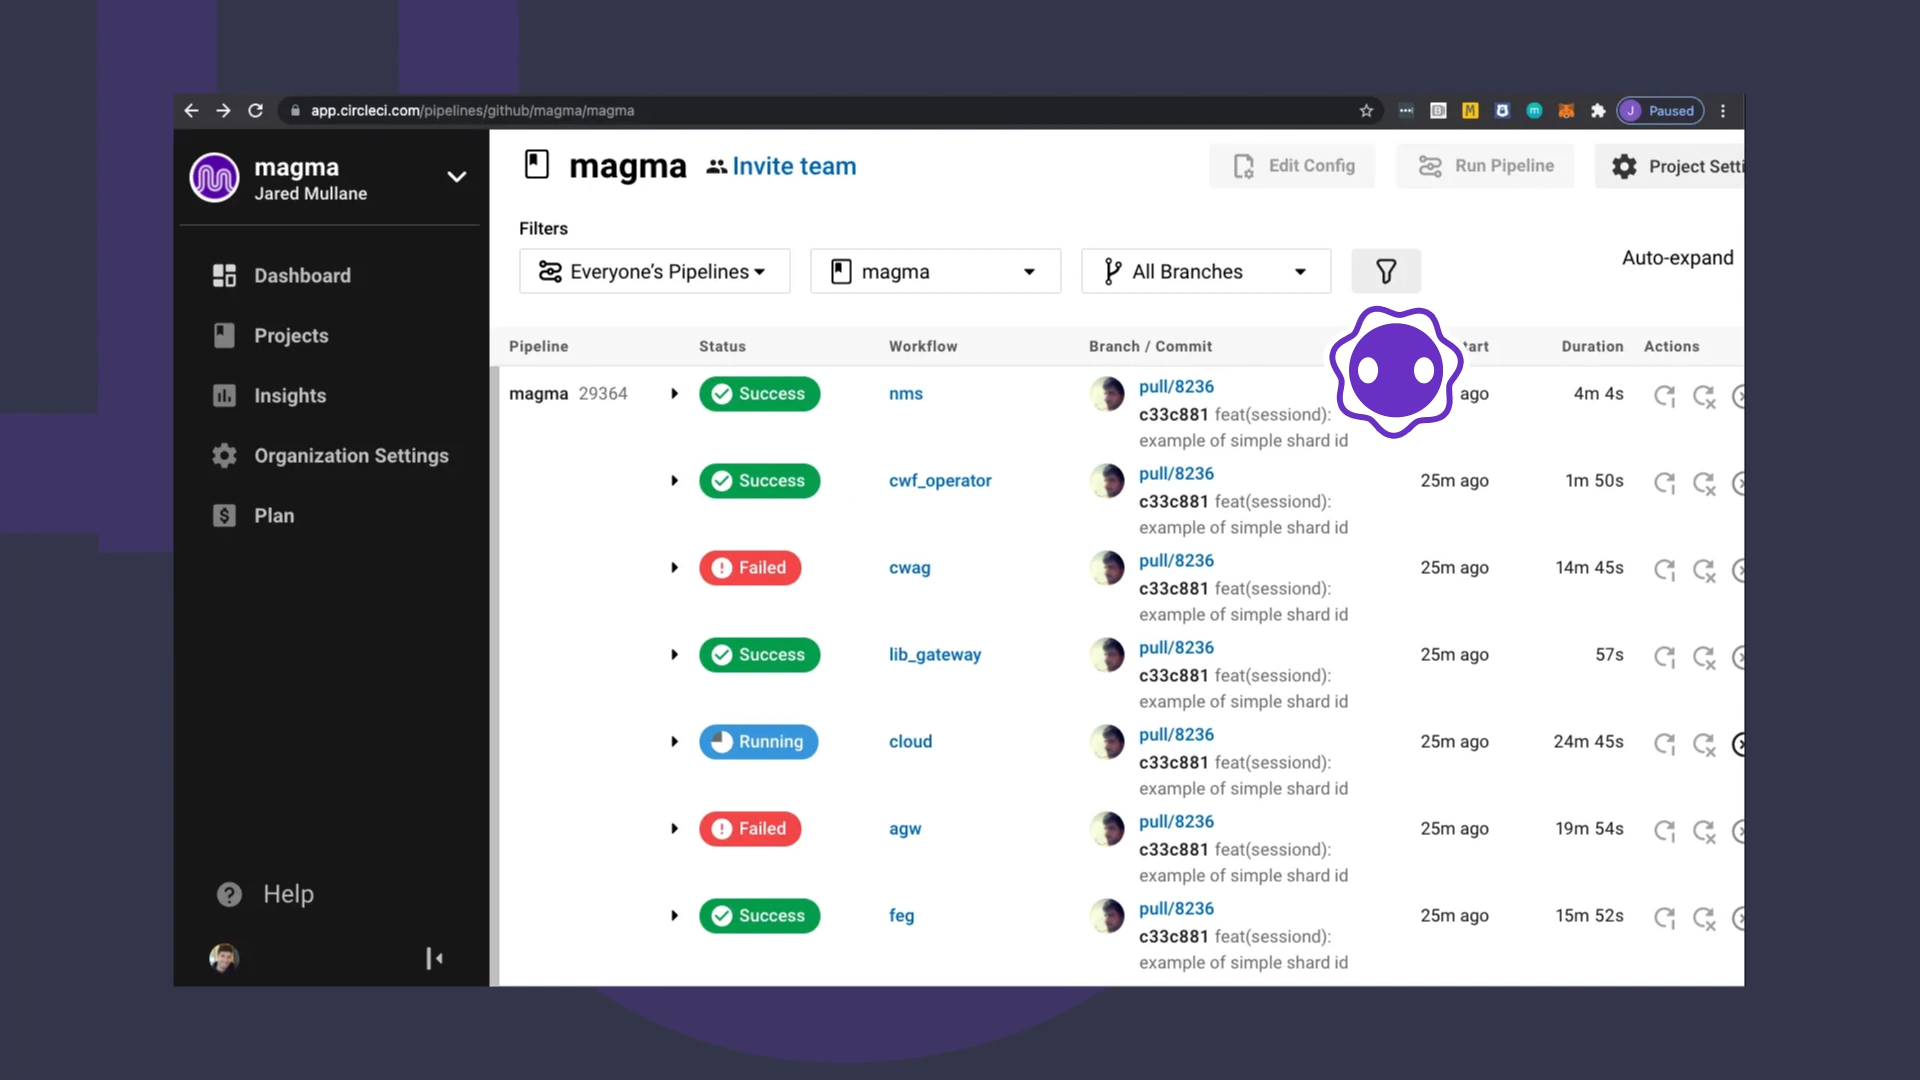 app.circleci.com/pipelines/github/magma/magma
J Paused
magma
Jared Mullane
Dashboard
Projects
Insights
Organization Settings
Plan
Help
magma Invite team
Edit Config
Run Pipeline
Project Setti
Filters
Everyone's Pipelines
magma
All Branches
Auto-expand
Pipeline Status Workflow Branch / Commit art Duration Actions
magma 29364 Success nms pull/8236 ago 4m 4s
c33c881 feat(sessiond):
example of simple shard id
Success cwf_operator pull/8236 25m ago 1m 50s
c33c881 feat(sessiond):
example of simple shard id
Failed cwag pull/8236 25m ago 14m 45s
c33c881 feat(sessiond):
example of simple shard id
Success lib_gateway pull/8236 25m ago 57s
c33c881 feat(sessiond):
example of simple shard id
Running cloud pull/8236 25m ago 24m 45s
c33c881 feat(sessiond):
example of simple shard id
Failed agw pull/8236 25m ago 19m 54s
c33c881 feat(sessiond):
example of simple shard id
Success feg pull/8236 25m ago 15m 52s
c33c881 feat(sessiond):
example of simple shard id